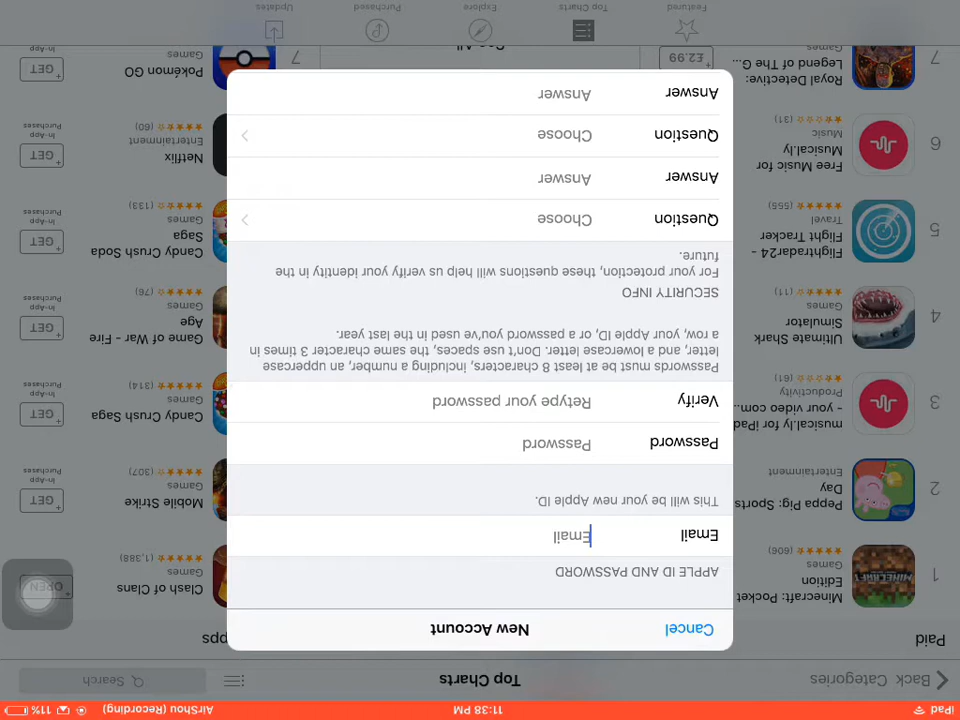 iPad
11:38 PM
AirShou (Recording)
11%
Back
Categories
Top Charts
Search
Paid
pps
Cancel
New Account
APPLE ID AND PASSWORD
Email
Email
This will be your new Apple ID.
Password
Password
Verify
Retype your password
Passwords must be at least 8 characters, including a number, an uppercase
letter, and a lowercase letter. Don't use spaces, the same character 3 times in
a row, your Apple ID, or a password you've used in the last year.
SECURITY INFO
For your protection, these questions will help us verify your identity in the
future.
Question
Choose
Answer
Answer
Question
Choose
Answer
Answer
1
MINECRAFT
Minecraft: Pocket
Edition
Games
(606)
2
Peppa Pig: Sports
Day
Entertainment
3
musical.ly for iPad
- your video com...
Productivity
(61)
4
Ultimate Shark
Simulator
Games
(11)
5
Flightradar24 -
Flight Tracker
Travel
(555)
6
Free Music for
Musical.ly
Music
(31)
7
Royal Detective:
Legend of The G...
Games
£2.99
Clash of Clans
Games
(1,388)
OPEN
Mobile Strike
Games
(307)
GET
In-App
Purchases
Candy Crush Saga
Games
(314)
GET
In-App
Purchases
Game of War - Fire
Age
Games
(76)
GET
In-App
Purchases
Candy Crush Soda
Saga
Games
(133)
GET
In-App
Purchases
Netflix
Entertainment
(60)
GET
In-App
Purchases
7
Pokémon GO
Games
GET
Featured
Top Charts
Explore
Purchased
Updates